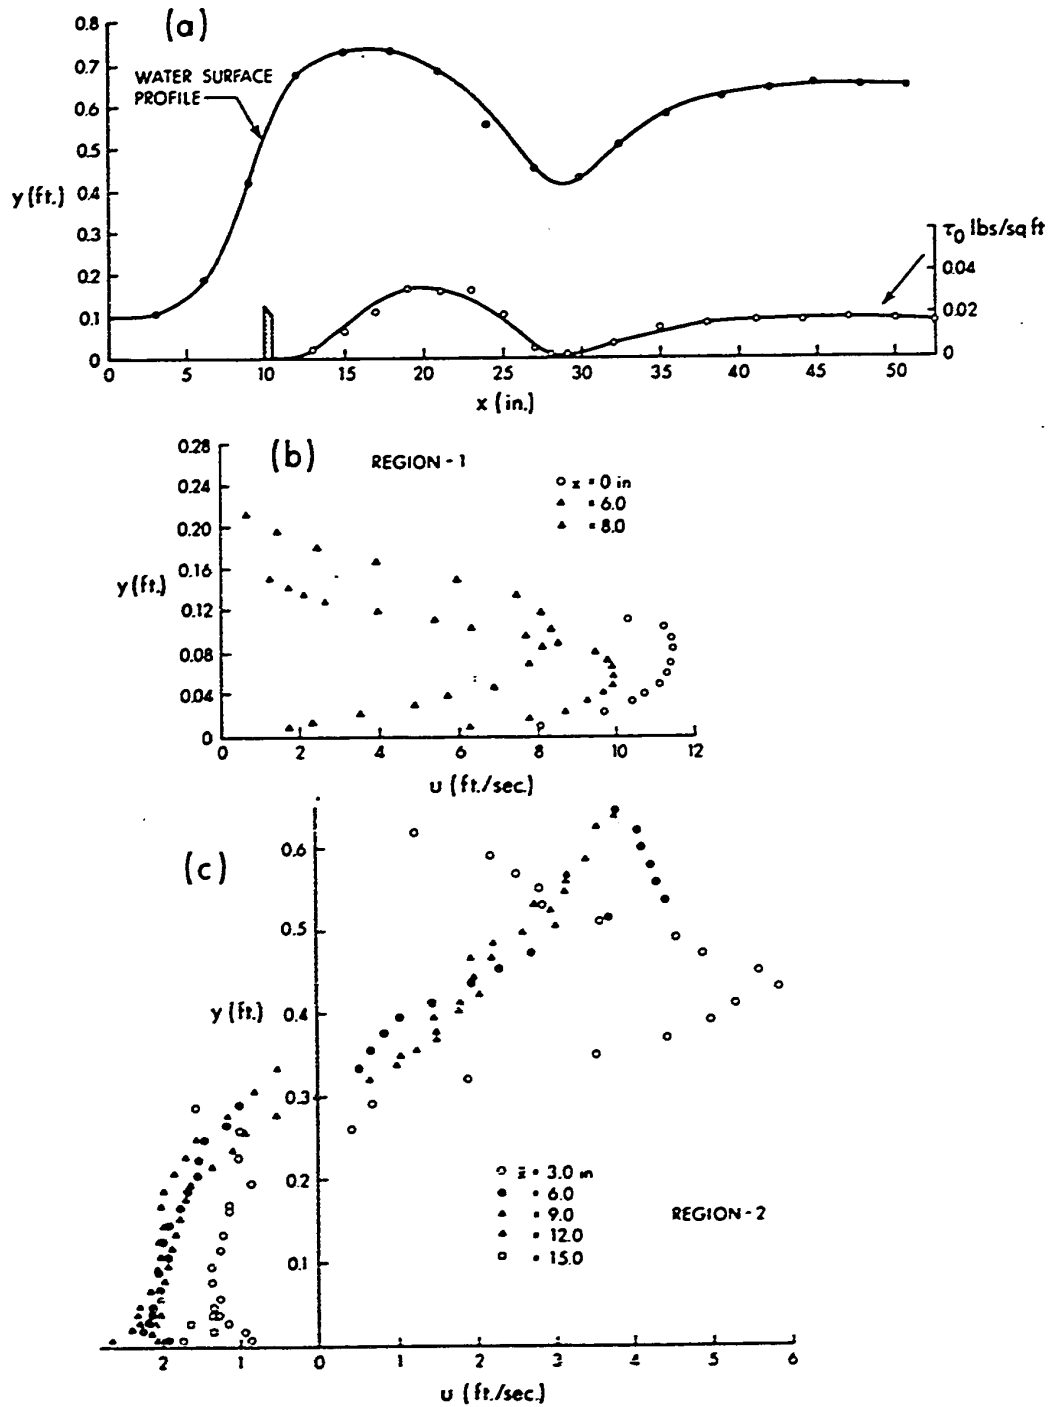 (a)
0.8
0.7
0.6
0.5
0.4
0.3
0.2
0.1
0
y (ft.)
WATER SURFACE
PROFILE
τ₀ lbs/sq ft
0.04
0.02
0
0 5 10 15 20 25 30 35 40 45 50
x (in.)
(b)
REGION - 1
x = 0 in
= 6.0
= 8.0
0.28
0.24
0.20
0.16
0.12
0.08
0.04
0
y (ft.)
0 2 4 6 8 10 12
u (ft./sec.)
(c)
0.6
0.5
0.4
0.3
0.2
0.1
y (ft.)
x̄ = 3.0 in
= 6.0
= 9.0
= 12.0
= 15.0
REGION - 2
2 1 0 1 2 3 4 5 6
u (ft./sec.)